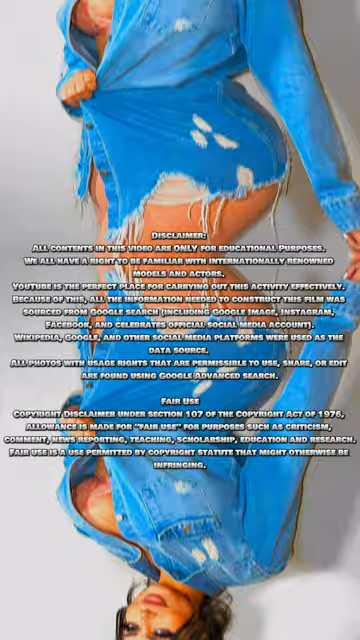 Disclaimer:
All contents in this video are ONLY for educational Purposes.
We all have a right to be familiar with internationally renowned
models and actors.
YouTube is the perfect place for carrying out this activity effectively.
Because of this, all the information needed to construct this film was
sourced from Google search (including Google Image, Instagram,
Facebook, and celebrates official social media account).
Wikipedia, Google, and other social media platforms were used as the
data source.
All photos with usage rights that are permissible to use, share, or edit
are found using Google Advanced Search.
Fair Use
Copyright Disclaimer under section 107 of the Copyright Act of 1976,
allowance is made for "fair use" for purposes such as criticism,
comment, news reporting, teaching, scholarship, education and research.
Fair use is a use permitted by copyright statute that might otherwise be
infringing.